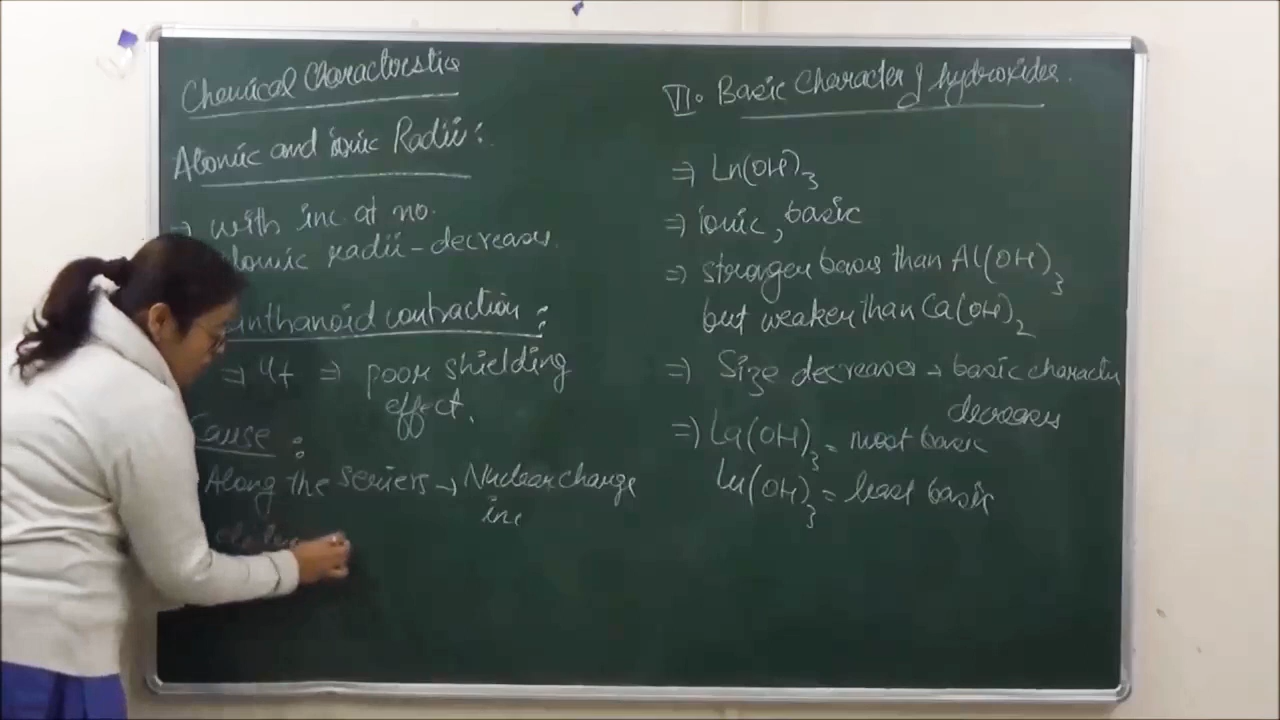 Chemical Characterstics
Atomic and ionic Radii:
⇒ with inc at no.
atomic radii - decreases.
Lanthanoid contraction:
⇒ 4f ⇒ poor shielding
effect.
Cause:
Along the series → Nuclear charge
inc
VI. Basic Character of hydroxides.
⇒ Ln(OH)3
⇒ ionic, basic
⇒ stronger bases than Al(OH)3
but weaker than Ca(OH)2
⇒ Size decreases → basic character
decreases
⇒ La(OH)3 = most basic
Lu(OH)3 = least basic